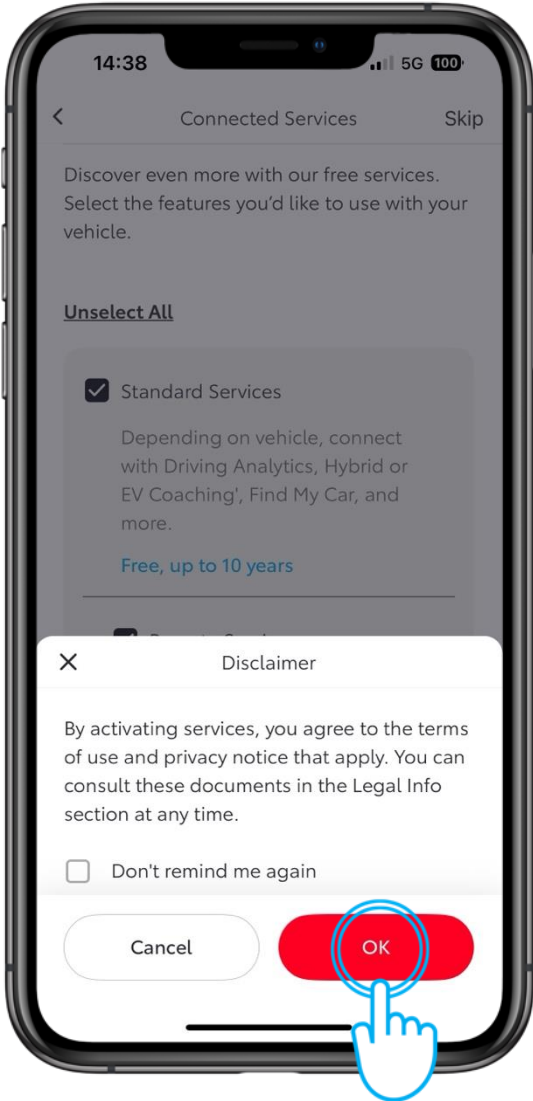 14:38
5G 100
Connected Services
Skip
Discover even more with our free services.
Select the features you'd like to use with your
vehicle.
Unselect All
Standard Services
Depending on vehicle, connect
with Driving Analytics, Hybrid or
EV Coaching', Find My Car, and
more.
Free, up to 10 years
Disclaimer
By activating services, you agree to the terms
of use and privacy notice that apply. You can
consult these documents in the Legal Info
section at any time.
Don't remind me again
Cancel
OK